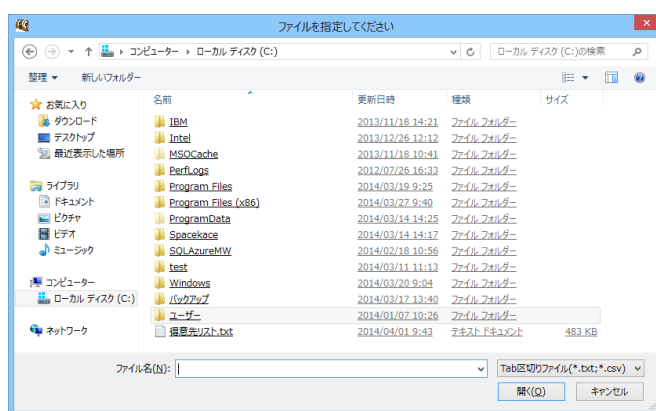 ファイルを指定してください
コンピューター ローカル ディスク (C:)
ローカル ディスク (C:)の検索
整理 新しいフォルダー
名前 更新日時 種類 サイズ
お気に入り
ダウンロード
デスクトップ
最近表示した場所
ライブラリ
ドキュメント
ピクチャ
ビデオ
ミュージック
コンピューター
ローカル ディスク (C:)
ネットワーク
IBM 2013/11/18 14:21 ファイル フォルダー
Intel 2013/12/26 12:12 ファイル フォルダー
MSOCache 2013/11/18 10:41 ファイル フォルダー
PerfLogs 2012/07/26 16:33 ファイル フォルダー
Program Files 2014/03/19 9:25 ファイル フォルダー
Program Files (x86) 2014/03/27 9:40 ファイル フォルダー
ProgramData 2014/03/14 14:25 ファイル フォルダー
Spacekace 2014/03/14 14:17 ファイル フォルダー
SQLAzureMW 2014/02/18 10:56 ファイル フォルダー
test 2014/03/11 11:13 ファイル フォルダー
Windows 2014/03/20 9:04 ファイル フォルダー
バックアップ 2014/03/17 13:40 ファイル フォルダー
ユーザー 2014/01/07 10:26 ファイル フォルダー
得意先リスト.txt 2014/04/01 9:43 テキスト ドキュメント 483 KB
ファイル名(N):
Tab区切りファイル(*.txt;*.csv)
開く(O) キャンセル